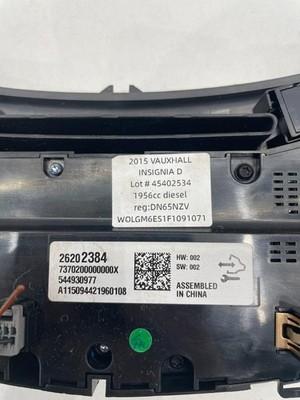 2015 VAUXHALL
INSIGNIA D
Lot # 45402534
1956cc diesel
reg:DN65NZV
WOLGM6ES1F1091071
26202384
7370200000000X
544930977
A115094421960108
HW: 002
SW: 002
ASSEMBLED
IN CHINA